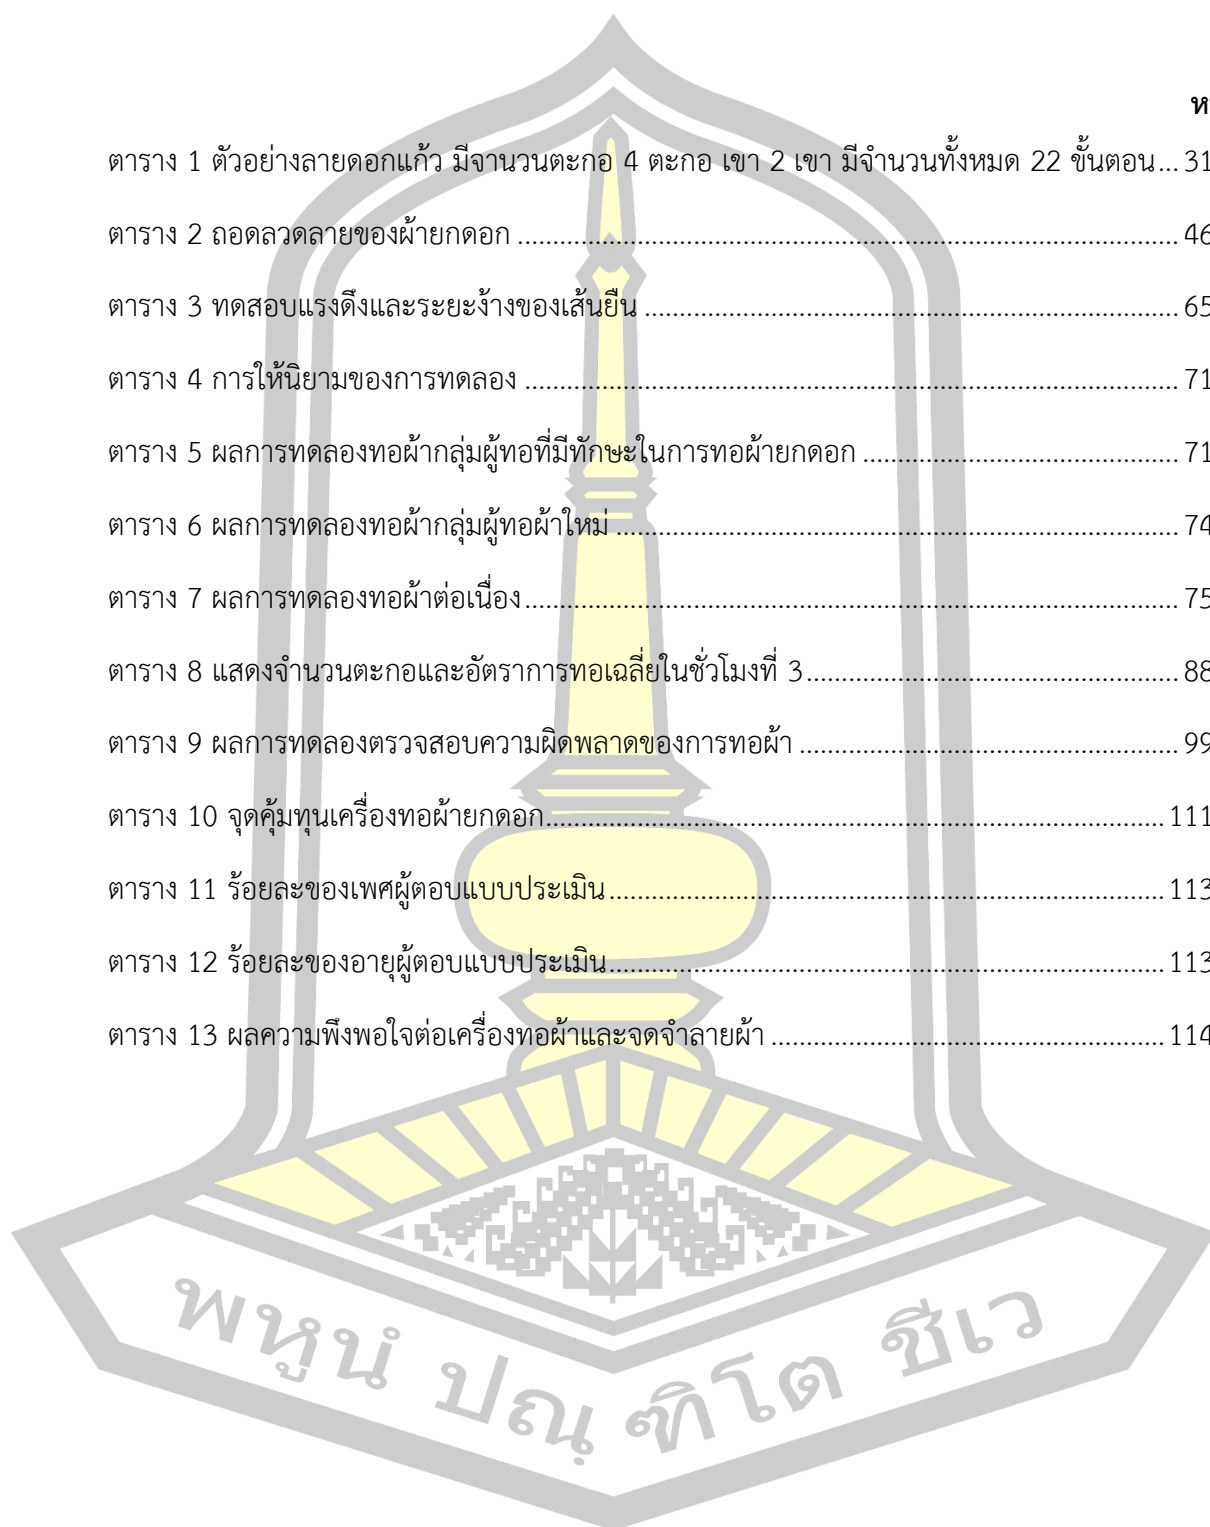 ตาราง 1 ตัวอย่างลายดอกแก้ว มีจานวนตะกอ 4 ตะกอ เขา 2 เขา มีจำนวนทั้งหมด 22 ขั้นตอน... 31
ตาราง 2 ถอดลวดลายของผ้ายกดอก ........ 46
ตาราง 3 ทดสอบแรงดึงและระยะง้างของเส้นยืน ........ 65
ตาราง 4 การให้นิยามของการทดลอง ........ 71
ตาราง 5 ผลการทดลองทอผ้ากลุ่มผู้ทอที่มีทักษะในการทอผ้ายกดอก ........ 71
ตาราง 6 ผลการทดลองทอผ้ากลุ่มผู้ทอผ้าใหม่ ........ 74
ตาราง 7 ผลการทดลองทอผ้าต่อเนื่อง ........ 75
ตาราง 8 แสดงจำนวนตะกอและอัตราการทอเฉลี่ยในชั่วโมงที่ 3 ........ 88
ตาราง 9 ผลการทดลองตรวจสอบความผิดพลาดของการทอผ้า ........ 99
ตาราง 10 จุดคุ้มทุนเครื่องทอผ้ายกดอก ........ 111
ตาราง 11 ร้อยละของเพศผู้ตอบแบบประเมิน ........ 113
ตาราง 12 ร้อยละของอายุผู้ตอบแบบประเมิน ........ 113
ตาราง 13 ผลความพึงพอใจต่อเครื่องทอผ้าและจดจำลายผ้า ........ 114
พหูนํ ปณฺฑิโต ชีเว